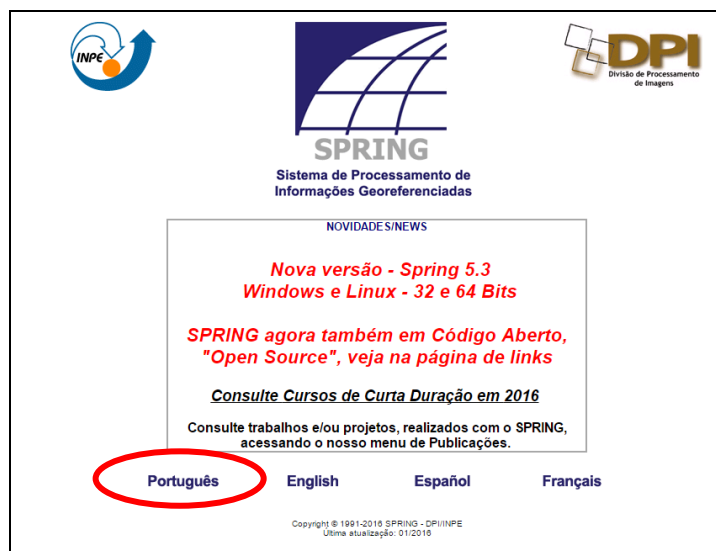 INPE
DPI
Divisão de Processamento
de Imagens
SPRING
Sistema de Processamento de
Informações Georeferenciadas
NOVIDADES/NEWS
Nova versão - Spring 5.3
Windows e Linux - 32 e 64 Bits
SPRING agora também em Código Aberto,
"Open Source", veja na página de links
Consulte Cursos de Curta Duração em 2016
Consulte trabalhos e/ou projetos, realizados com o SPRING,
acessando o nosso menu de Publicações.
Português English Español Français
Copyright © 1991-2016 SPRING - DPI/INPE
Última atualização: 01/2016